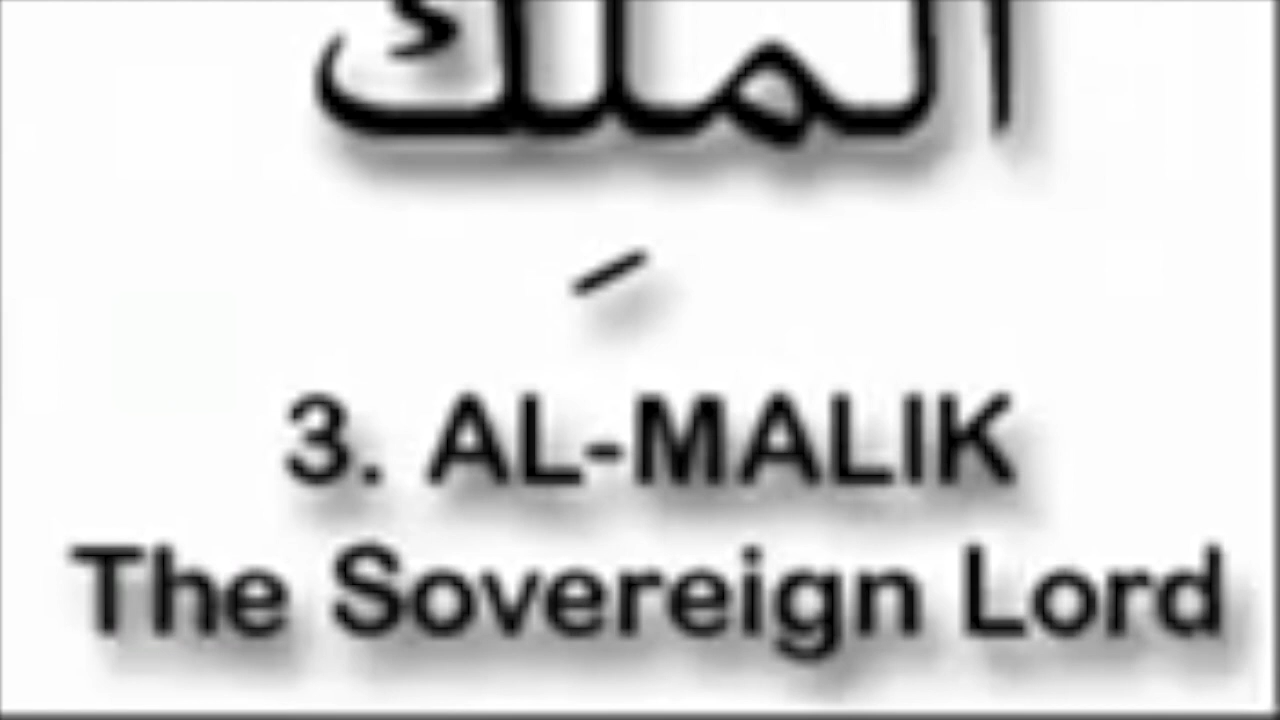 الملك
3. AL-MALIK
The Sovereign Lord